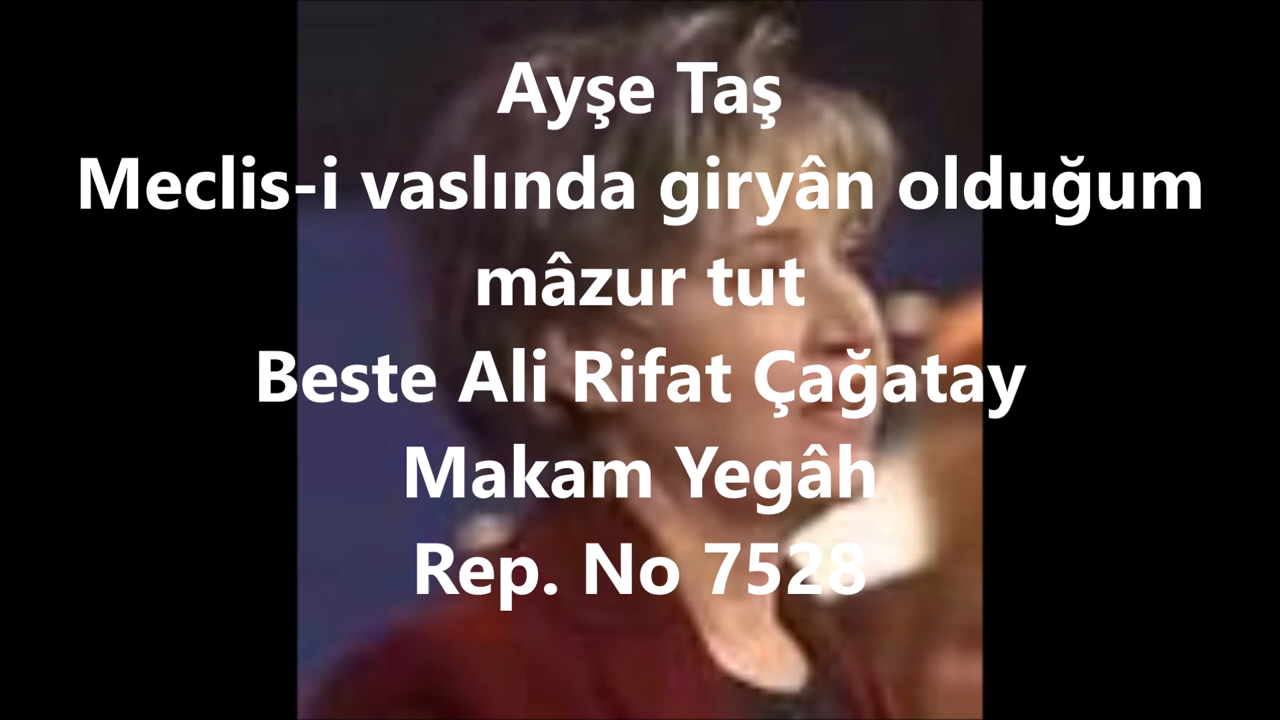 Ayşe Taş
Meclis-i vaslında giryân olduğum
mâzur tut
Beste Ali Rifat Çağatay
Makam Yegâh
Rep. No 7528